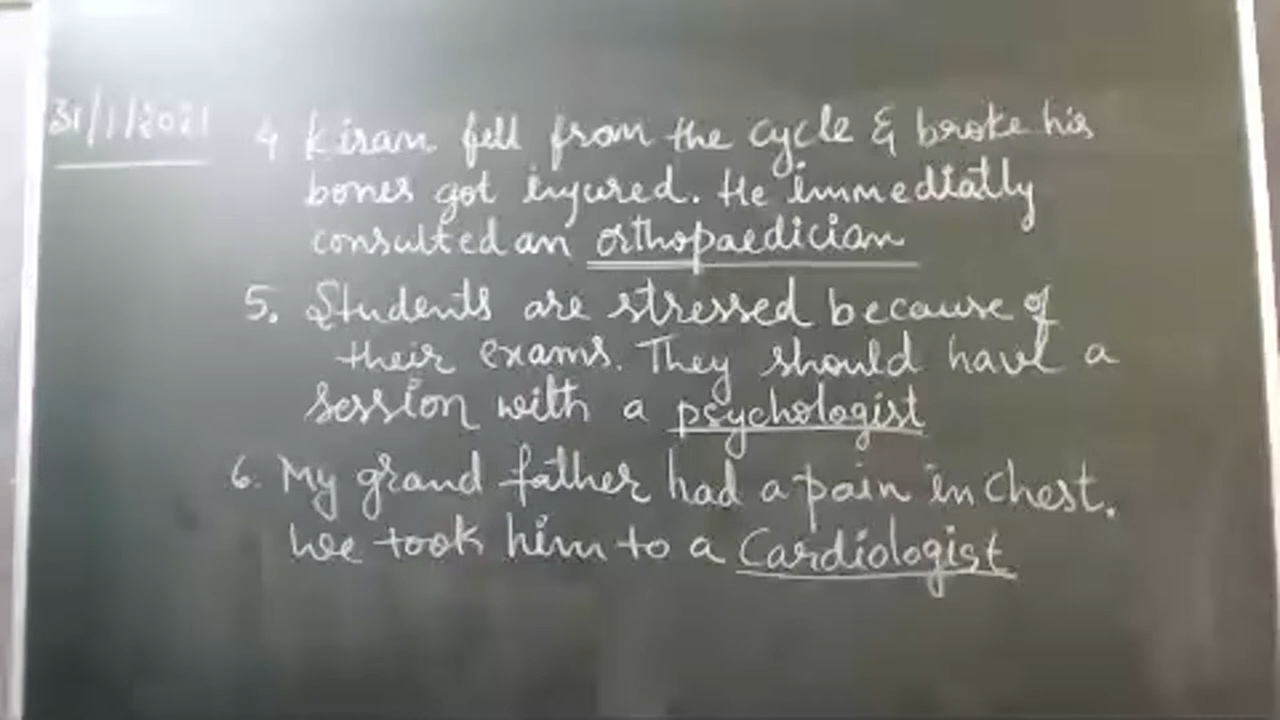 31/1/2021
4 Kiran fell from the cycle & broke his
bones got injured. He immediatly
consulted an orthopaedician
5. Students are stressed because of
their exams. They should have a
session with a psychologist
6. My grand father had a pain in chest.
We took him to a Cardiologist